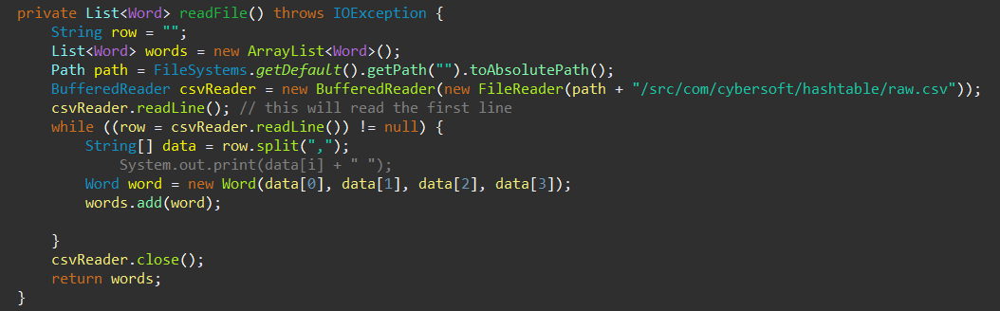 private List<Word> readFile() throws IOException {
    String row = "";
    List<Word> words = new ArrayList<Word>();
    Path path = FileSystems.getDefault().getPath("").toAbsolutePath();
    BufferedReader csvReader = new BufferedReader(new FileReader(path + "/src/com/cybersoft/hashtable/raw.csv"));
    csvReader.readLine(); // this will read the first line
    while ((row = csvReader.readLine()) != null) {
        String[] data = row.split(",");
            System.out.print(data[i] + " ");
        Word word = new Word(data[0], data[1], data[2], data[3]);
        words.add(word);

    }
    csvReader.close();
    return words;
}